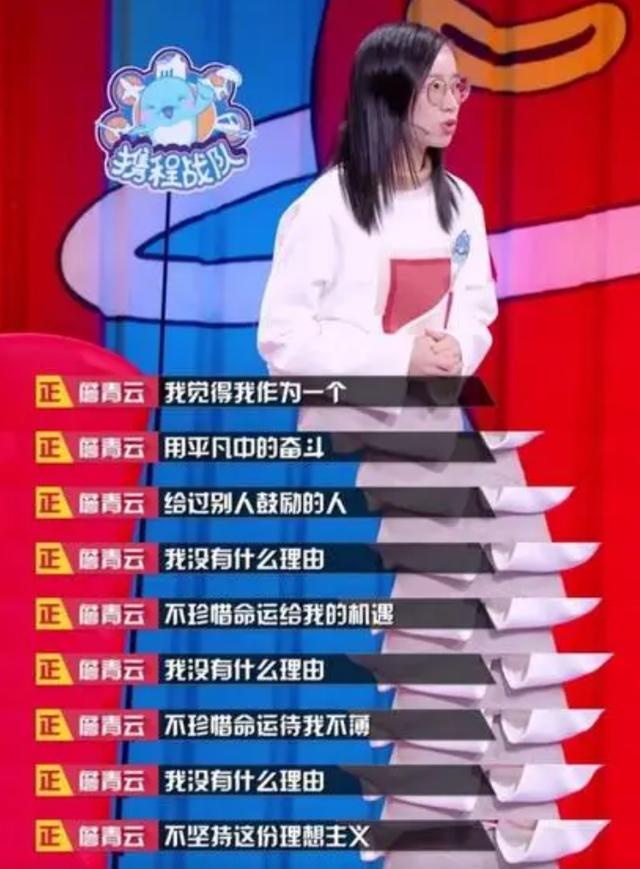 携程战队
正 詹青云 我觉得我作为一个
正 詹青云 用平凡中的奋斗
正 詹青云 给过别人鼓励的人
正 詹青云 我没有什么理由
正 詹青云 不珍惜命运给我的机遇
正 詹青云 我没有什么理由
正 詹青云 不珍惜命运待我不薄
正 詹青云 我没有什么理由
正 詹青云 不坚持这份理想主义